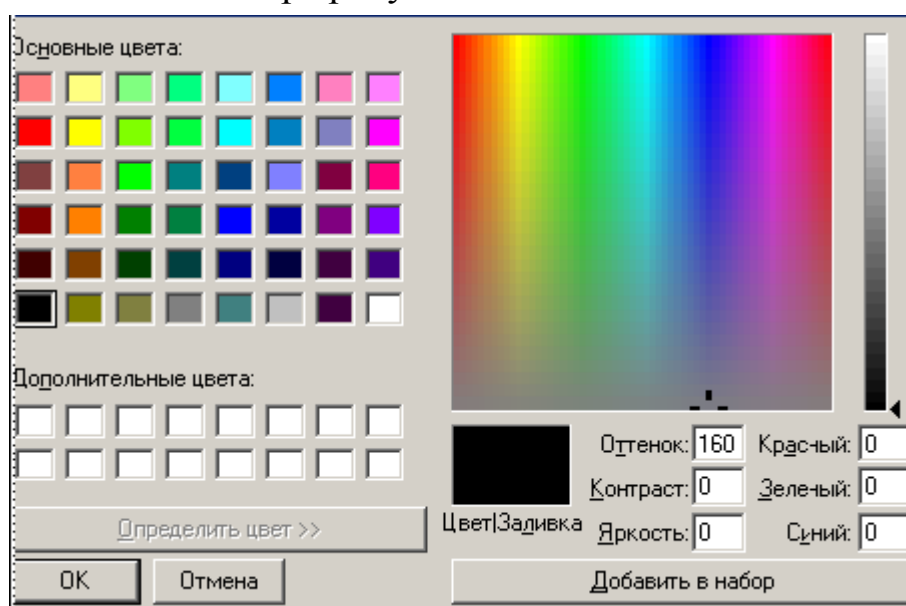 Основные цвета:
Дополнительные цвета:
Определить цвет >>
ОК
Отмена
Цвет|Заливка
Оттенок: 160
Контраст: 0
Яркость: 0
Красный: 0
Зеленый: 0
Синий: 0
Добавить в набор